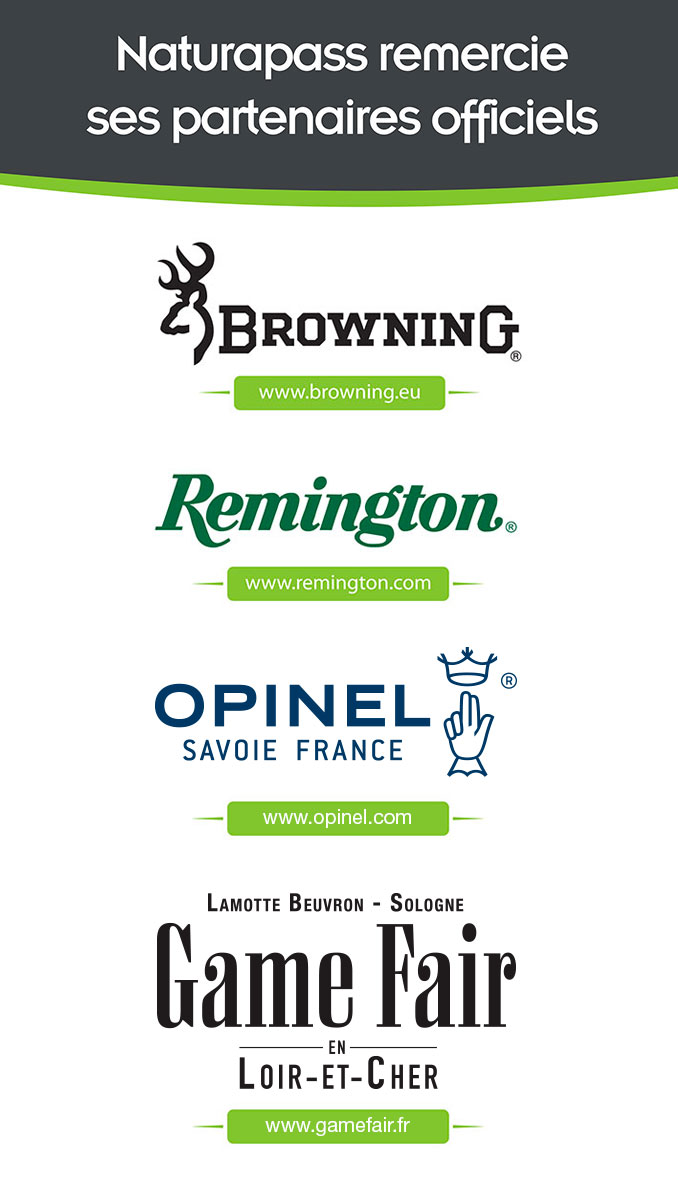 Naturapass remercie
ses partenaires officiels
BROWNING®
www.browning.eu
Remington®
www.remington.com
OPINEL ®
SAVOIE FRANCE
www.opinel.com
LAMOTTE BEUVRON - SOLOGNE
Game Fair
EN
LOIR-ET-CHER
www.gamefair.fr